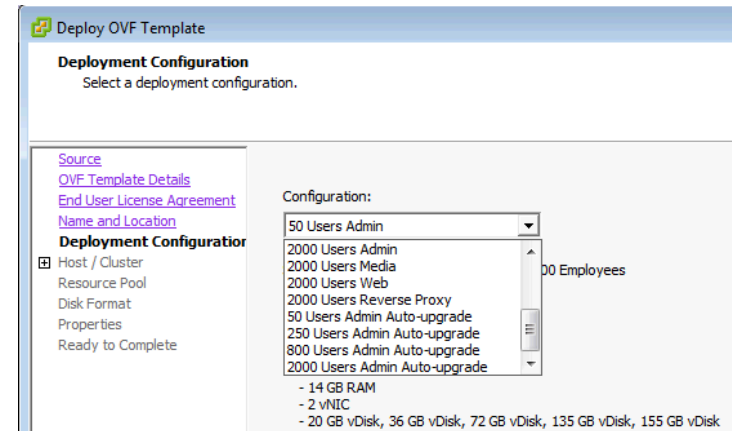 Deploy OVF Template
Deployment Configuration
Select a deployment configuration.
Source
OVF Template Details
End User License Agreement
Name and Location
Deployment Configuration
Host / Cluster
Resource Pool
Disk Format
Properties
Ready to Complete
Configuration:
50 Users Admin
2000 Users Admin
2000 Users Media
2000 Users Web
2000 Users Reverse Proxy
50 Users Admin Auto-upgrade
250 Users Admin Auto-upgrade
800 Users Admin Auto-upgrade
2000 Users Admin Auto-upgrade
00 Employees
- 14 GB RAM
- 2 vNIC
- 20 GB vDisk, 36 GB vDisk, 72 GB vDisk, 135 GB vDisk, 155 GB vDisk